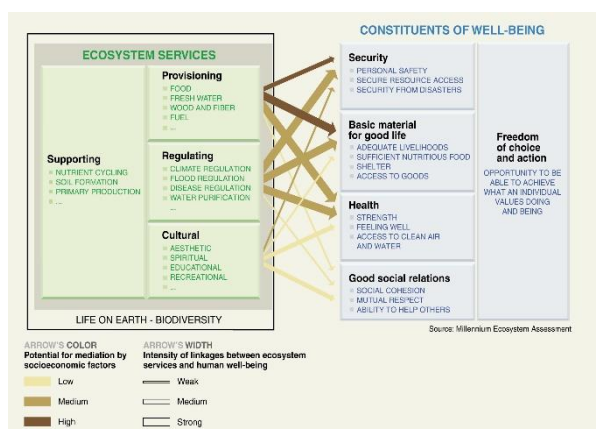 CONSTITUENTS OF WELL-BEING
ECOSYSTEM SERVICES
Supporting
NUTRIENT CYCLING
SOIL FORMATION
PRIMARY PRODUCTION
...
Provisioning
FOOD
FRESH WATER
WOOD AND FIBER
FUEL
...
Regulating
CLIMATE REGULATION
FLOOD REGULATION
DISEASE REGULATION
WATER PURIFICATION
...
Cultural
AESTHETIC
SPIRITUAL
EDUCATIONAL
RECREATIONAL
...
LIFE ON EARTH - BIODIVERSITY
Security
PERSONAL SAFETY
SECURE RESOURCE ACCESS
SECURITY FROM DISASTERS
Basic material
for good life
ADEQUATE LIVELIHOODS
SUFFICIENT NUTRITIOUS FOOD
SHELTER
ACCESS TO GOODS
Health
STRENGTH
FEELING WELL
ACCESS TO CLEAN AIR
AND WATER
Good social relations
SOCIAL COHESION
MUTUAL RESPECT
ABILITY TO HELP OTHERS
Freedom
of choice
and action
OPPORTUNITY TO BE
ABLE TO ACHIEVE
WHAT AN INDIVIDUAL
VALUES DOING
AND BEING
Source: Millennium Ecosystem Assessment
ARROW'S COLOR
Potential for mediation by
socioeconomic factors
Low
Medium
High
ARROW'S WIDTH
Intensity of linkages between ecosystem
services and human well-being
Weak
Medium
Strong